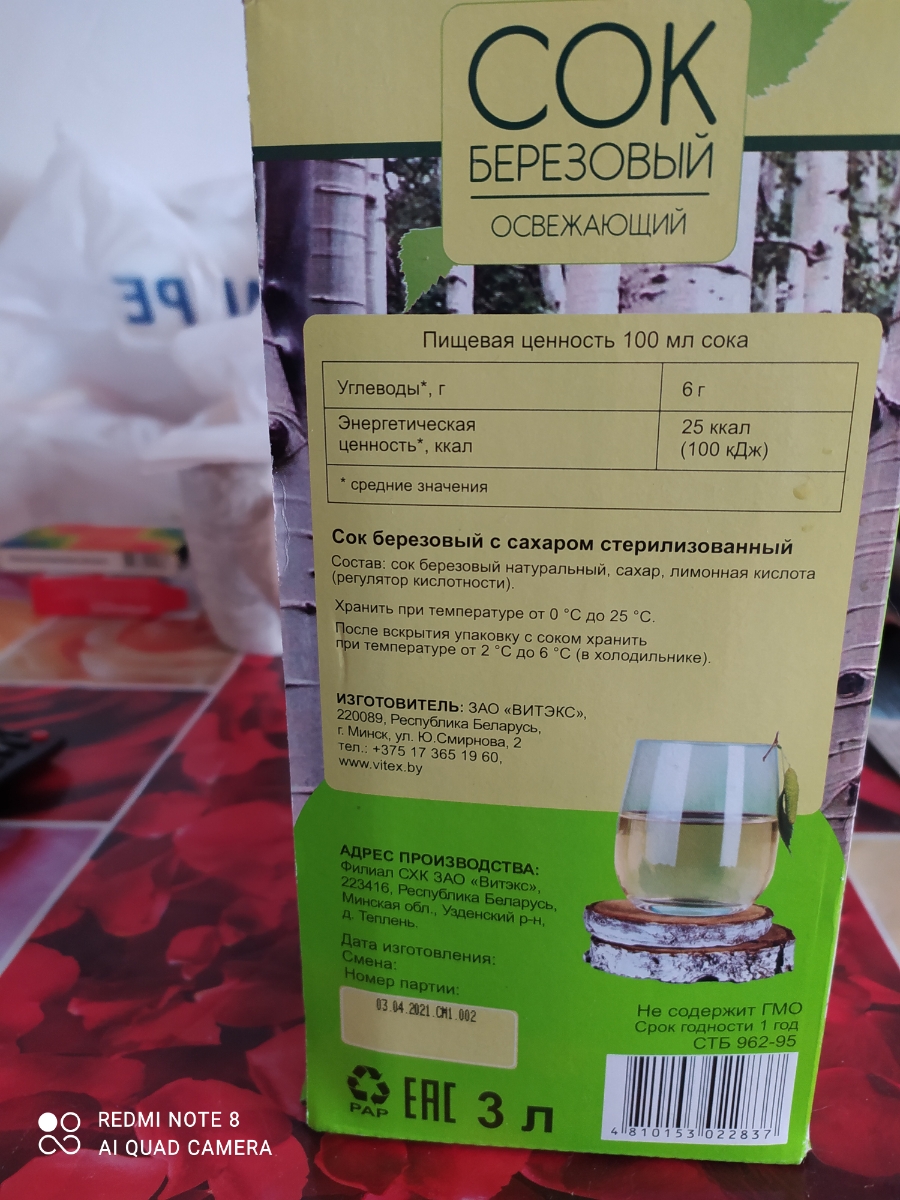 СОК
БЕРЕЗОВЫЙ
ОСВЕЖАЮЩИЙ
Пищевая ценность 100 мл сока
Углеводы*, г 6 г
Энергетическая
ценность*, ккал
25 ккал
(100 кДж)
* средние значения
Сок березовый с сахаром стерилизованный
Состав: сок березовый натуральный, сахар, лимонная кислота
(регулятор кислотности).
Хранить при температуре от 0 °С до 25 °С.
После вскрытия упаковку с соком хранить
при температуре от 2 °С до 6 °С (в холодильнике).
ИЗГОТОВИТЕЛЬ: ЗАО «ВИТЭКС»,
220089, Республика Беларусь,
г. Минск, ул. Ю.Смирнова, 2
тел.: +375 17 365 19 60,
www.vitex.by
АДРЕС ПРОИЗВОДСТВА:
Филиал СХК ЗАО «Витэкс»,
223416, Республика Беларусь,
Минская обл., Узденский р-н,
д. Теплень.
Дата изготовления:
Смена:
Номер партии:
03.04.2021.СМ1.002
Не содержит ГМО
Срок годности 1 год
СТБ 962-95
PAP
ЕАС
3 л
4 810153 022837
REDMI NOTE 8
AI QUAD CAMERA